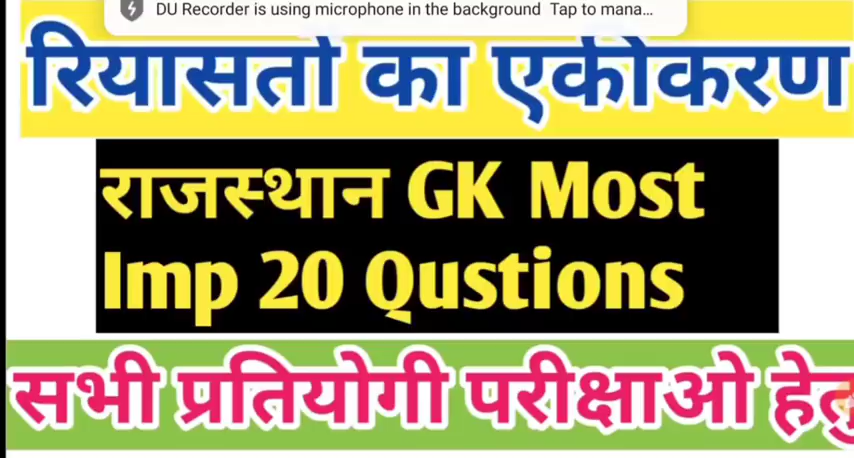 DU Recorder is using microphone in the background Tap to mana...
रियासतों का एकीकरण
राजस्थान GK Most
Imp 20 Qustions
सभी प्रतियोगी परीक्षाओ हेतु